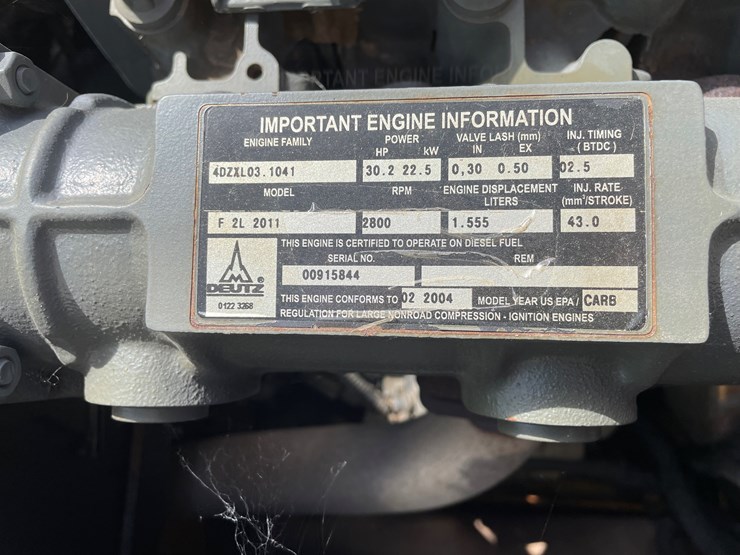 IMPORTANT ENGINE INFORMATION
ENIGINE FAMILY POWER VALVE LASH (mm) INJ. TIMING
HP kW IN EX ( BTDC )
4DZXL03.1041 30.2 22.5 0,30 0.50 02.5
MODEL RPM ENGINE DISPLACEMENT INJ. RATE
LITERS (mm³/STROKE)
F 2L 2011 2800 1.555 43.0
THIS ENGINE IS CERTIFIED TO OPERATE ON DIESEL FUEL
SERIAL NO. REM
00915844
DEUTZ ®
0122 3268
THIS ENGINE CONFORMS TO 02 2004 MODEL YEAR US EPA / CARB
REGULATION FOR LARGE NONROAD COMPRESSION - IGNITION ENGINES